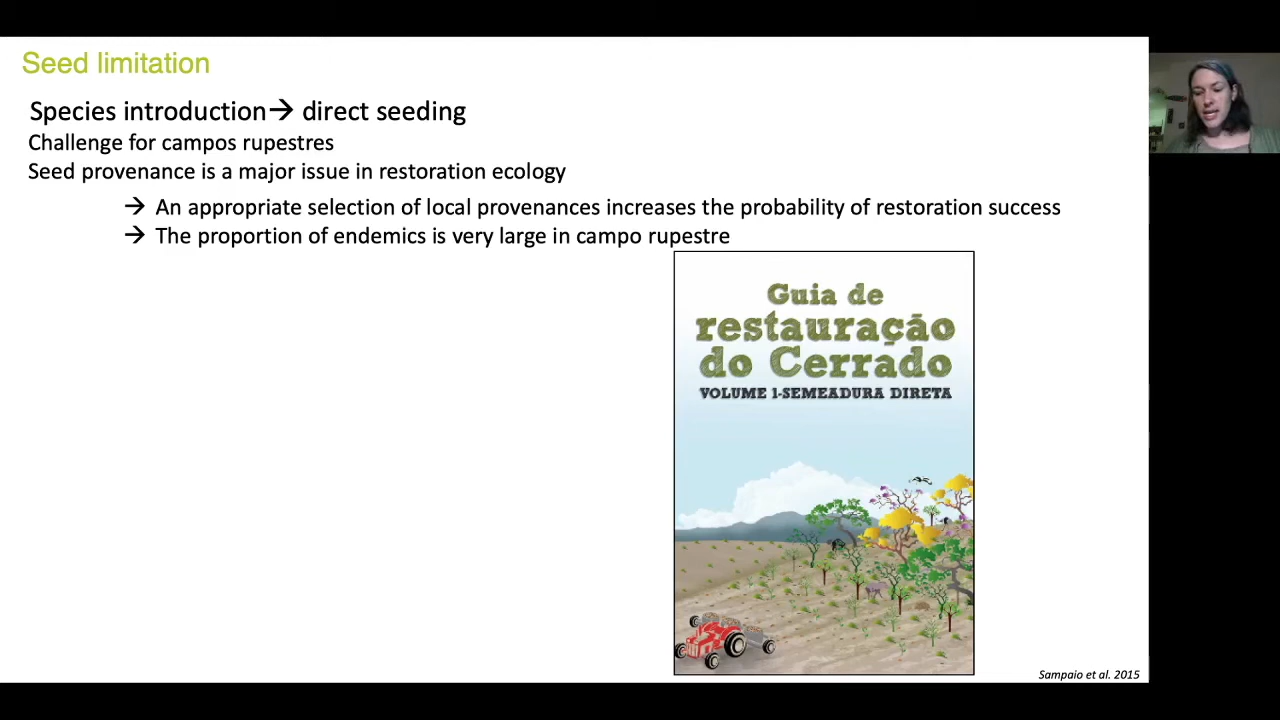 Seed limitation
Species introduction→ direct seeding
Challenge for campos rupestres
Seed provenance is a major issue in restoration ecology
→ An appropriate selection of local provenances increases the probability of restoration success
→ The proportion of endemics is very large in campo rupestre
Guia de
restauração
do Cerrado
VOLUME 1-SEMEADURA DIRETA
Sampaio et al. 2015